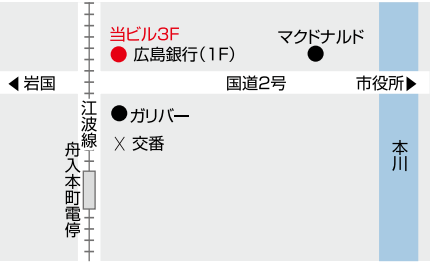 当ビル3F
広島銀行(1F)
マクドナルド
◀岩国
国道2号
市役所▶
江波線
ガリバー
X 交番
舟入本町電停
本川